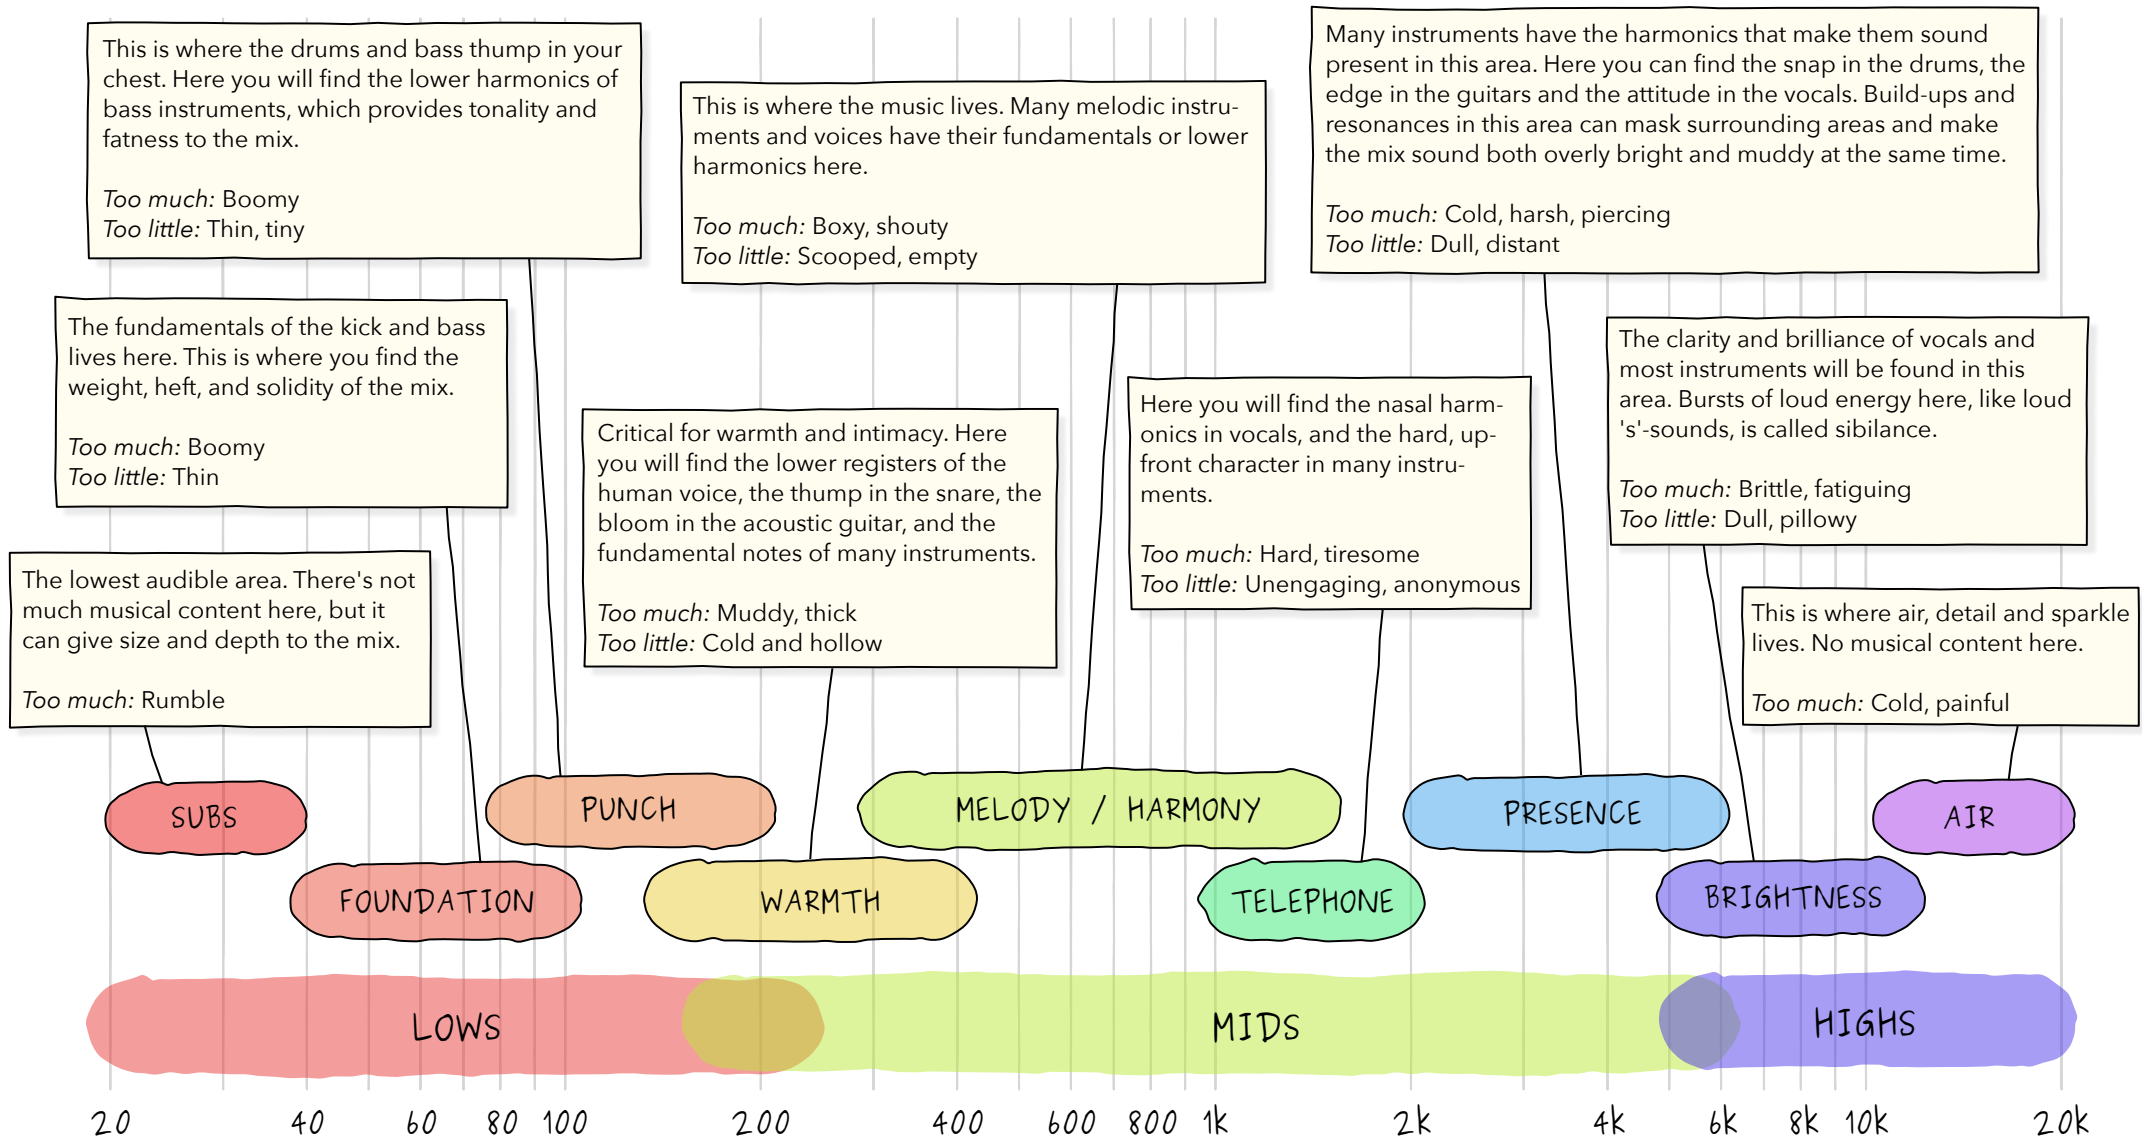 This is where the drums and bass thump in your
chest. Here you will find the lower harmonics of
bass instruments, which provides tonality and
fatness to the mix.
Too much: Boomy
Too little: Thin, tiny
This is where the music lives. Many melodic instru-
ments and voices have their fundamentals or lower
harmonics here.
Too much: Boxy, shouty
Too little: Scooped, empty
Many instruments have the harmonics that make them sound
present in this area. Here you can find the snap in the drums, the
edge in the guitars and the attitude in the vocals. Build-ups and
resonances in this area can mask surrounding areas and make
the mix sound both overly bright and muddy at the same time.
Too much: Cold, harsh, piercing
Too little: Dull, distant
The fundamentals of the kick and bass
lives here. This is where you find the
weight, heft, and solidity of the mix.
Too much: Boomy
Too little: Thin
Critical for warmth and intimacy. Here
you will find the lower registers of the
human voice, the thump in the snare, the
bloom in the acoustic guitar, and the
fundamental notes of many instruments.
Too much: Muddy, thick
Too little: Cold and hollow
Here you will find the nasal harm-
onics in vocals, and the hard, up-
front character in many instru-
ments.
Too much: Hard, tiresome
Too little: Unengaging, anonymous
The clarity and brilliance of vocals and
most instruments will be found in this
area. Bursts of loud energy here, like loud
's'-sounds, is called sibilance.
Too much: Brittle, fatiguing
Too little: Dull, pillowy
The lowest audible area. There's not
much musical content here, but it
can give size and depth to the mix.
Too much: Rumble
This is where air, detail and sparkle
lives. No musical content here.
Too much: Cold, painful
SUBS
PUNCH
MELODY / HARMONY
PRESENCE
AIR
FOUNDATION
WARMTH
TELEPHONE
BRIGHTNESS
LOWS
MIDS
HIGHS
20 40 60 80 100 200 400 600 800 1k 2k 4k 6k 8k 10k 20k